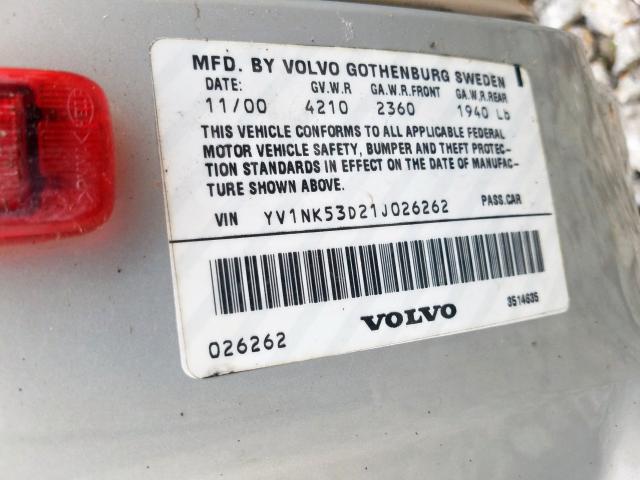 MFD. BY VOLVO GOTHENBURG SWEDEN
DATE: GV.W.R GA.W.R.FRONT GA.W.R.REAR
11/00 4210 2360 1940 Lb
THIS VEHICLE CONFORMS TO ALL APPLICABLE FEDERAL
MOTOR VEHICLE SAFETY, BUMPER AND THEFT PROTEC-
TION STANDARDS IN EFFECT ON THE DATE OF MANUFAC-
TURE SHOWN ABOVE.
VIN YV1NK53D21J026262 PASS.CAR
3514635
VOLVO
026262